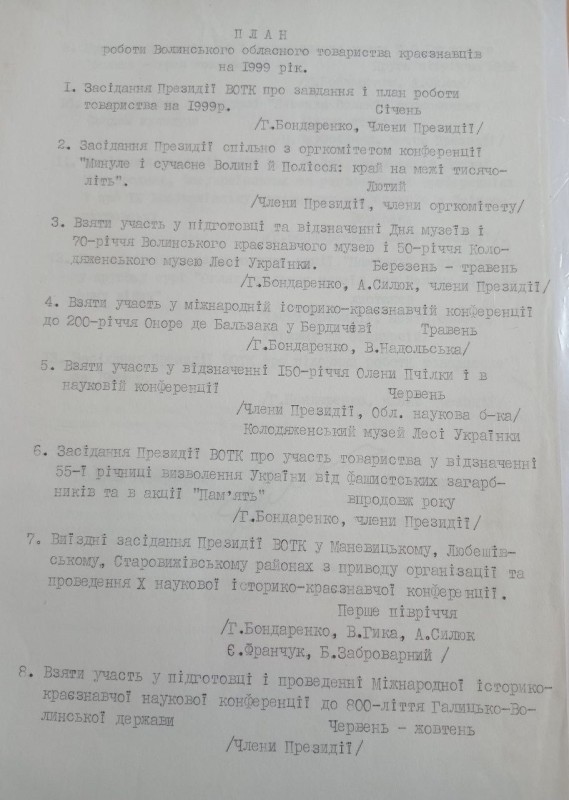 П Л А Н
роботи Волинського обласного товариства краєзнавців
на 1999 рік.
I. Засідання Президії ВОТК про завдання і план роботи
товариства на 1999р. Січень
/Г.Бондаренко, Члени Президії/
2. Засідання Президії спільно з оргкомітетом конференції
"Минуле і сучасне Волині й Полісся: край на межі тисячо-
літь". Лютий
/Члени Президії, члени оргкомітету/
3. Взяти участь у підготовці та відзначенні Дня музеїв і
70-річчя Волинського краєзнавчого музею і 50-річчя Коло-
дяженського музею Лесі Українки. Березень - травень
/Г.Бондаренко, А.Силюк, члени Президії/
4. Взяти участь у міжнародній історико-краєзнавчій конференції
до 200-річчя Оноре де Бальзака у Бердичеві Травень
/Г.Бондаренко, В.Надольська/
5. Взяти участь у відзначенні I50-річчя Олени Пчілки і в
науковій конференції Червень
/Члени Президії, Обл. наукова б-ка/
Колодяженський музей Лесі Українки
6. Засідання Президії ВОТК про участь товариства у відзначенні
55-ї річниці визволення України від фашистських загарб-
ників та в акції "Пам'ять" впродовж року
/Г.Бондаренко, члени Президії/
7. Виїздні засідання Президії ВОТК у Маневицькому, Любешів-
ському, Старовижівському районах з приводу організації та
проведення X наукової історико-краєзнавчої конференції.
Перше півріччя
/Г.Бондаренко, В.Гика, А.Силюк
Є.Франчук, Б.Заброварний /
8. Взяти участь у підготовці і проведенні Міжнародної історико-
краєзнавчої наукової конференції до 800-ліття Галицько-Во-
линської держави Червень - жовтень
/Члени Президії/